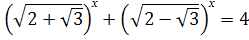 (√(2 + √3))^x + (√(2 − √3))^x = 4